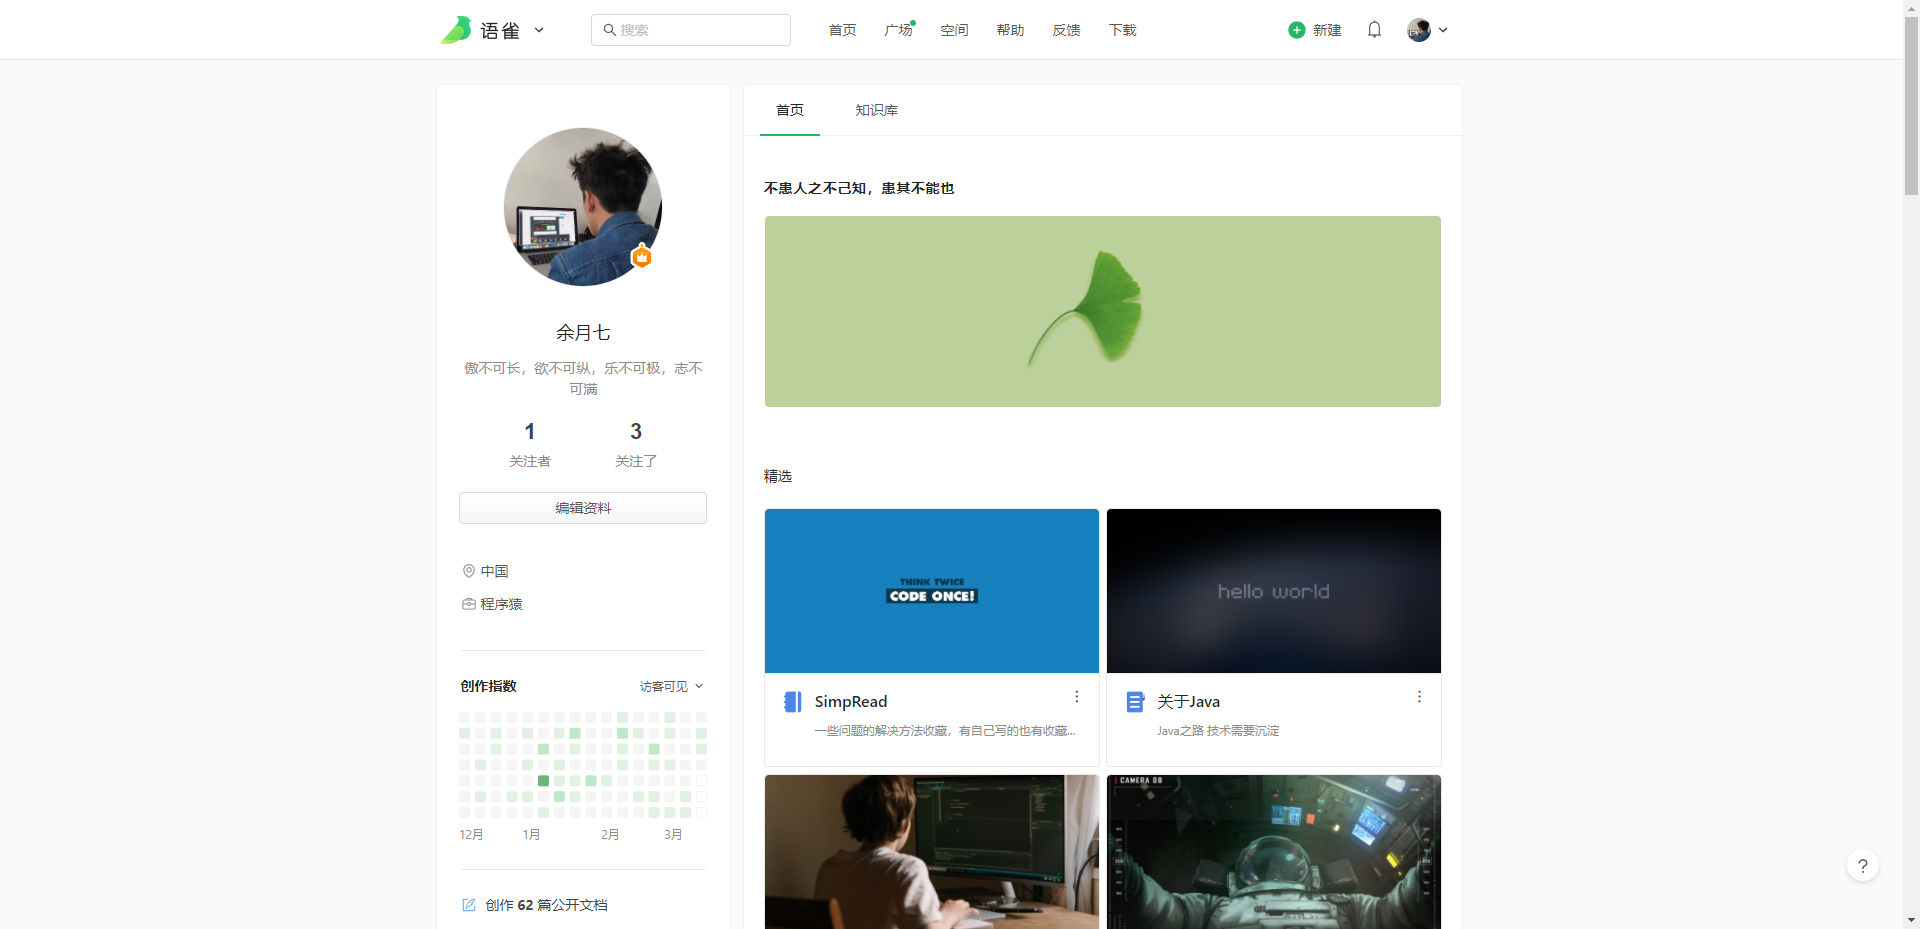 语雀
搜索
首页
广场
空间
帮助
反馈
下载
新建
余月七
傲不可长，欲不可纵，乐不可极，志不
可满
1
3
关注者
关注了
编辑资料
中国
程序猿
创作指数
访客可见
12月
1月
2月
3月
创作 62 篇公开文档
首页
知识库
不患人之不己知，患其不能也
精选
THINK TWICE
CODE ONCE!
SimpRead
一些问题的解决方法收藏，有自己写的也有收藏...
hello world
关于Java
Java之路 技术需要沉淀
CAMERA 08
?